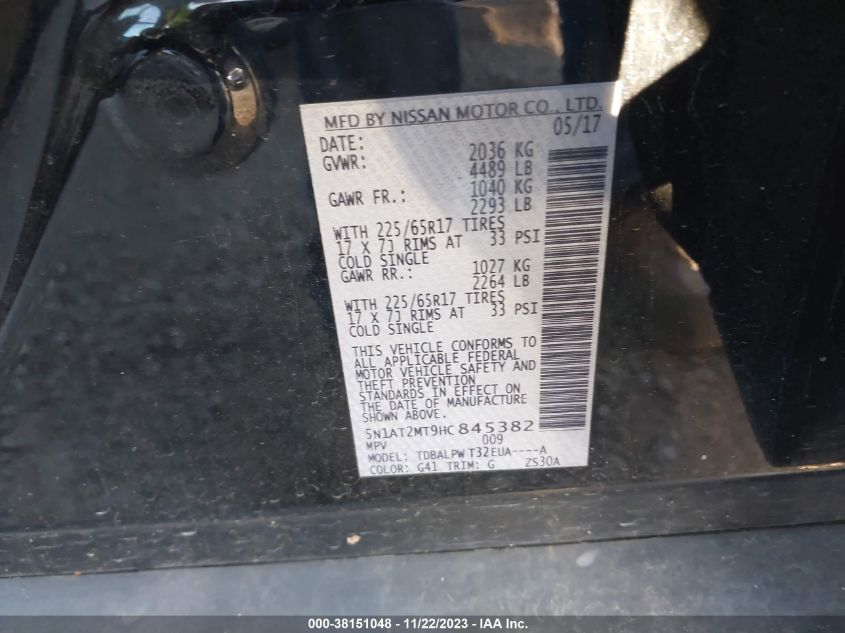 MFD BY NISSAN MOTOR CO., LTD.
DATE: 05/17
GVWR: 2036 KG
4489 LB
GAWR FR.: 1040 KG
2293 LB
WITH 225/65R17 TIRES
17 X 7J RIMS AT 33 PSI
COLD SINGLE
GAWR RR.: 1027 KG
2264 LB
WITH 225/65R17 TIRES
17 X 7J RIMS AT 33 PSI
COLD SINGLE
THIS VEHICLE CONFORMS TO
ALL APPLICABLE FEDERAL
MOTOR VEHICLE SAFETY AND
THEFT PREVENTION
STANDARDS IN EFFECT ON
THE DATE OF MANUFACTURE
SHOWN ABOVE.
5N1AT2MT9HC845382
MPV 009
MODEL: TDBALPW T32EUA----A
COLOR: G41 TRIM: G ZS30A
000-38151048 - 11/22/2023 - IAA Inc.